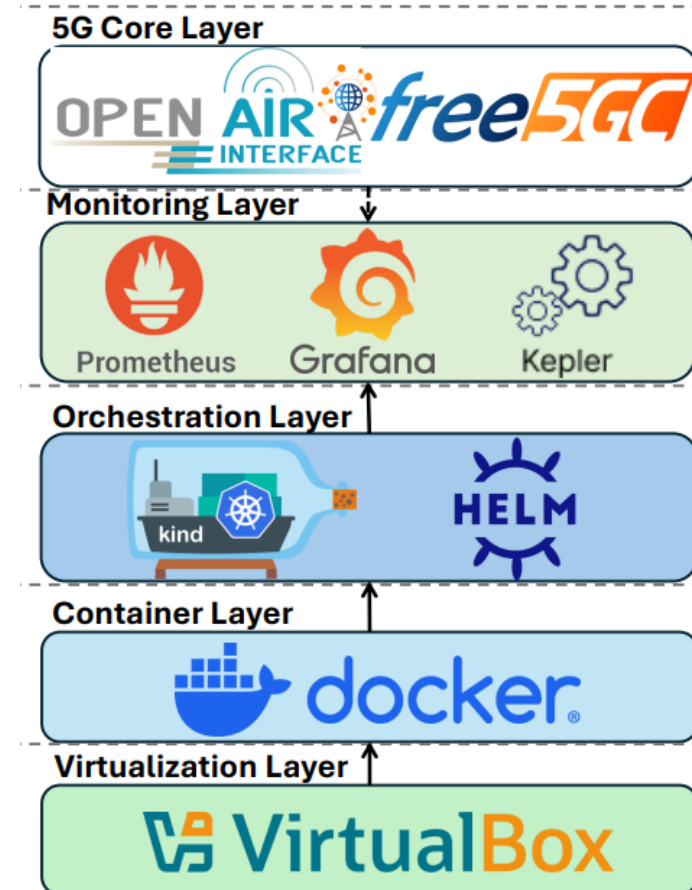 5G Core Layer
OPEN AIR INTERFACE
free5GC
Monitoring Layer
Prometheus
Grafana
Kepler
Orchestration Layer
kind
HELM
Container Layer
docker®
Virtualization Layer
VirtualBox